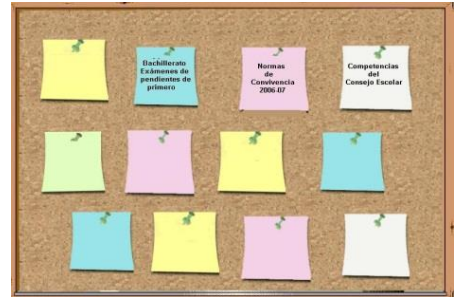 Bachillerato
Exámenes de
pendientes de
primero
Normas
de
Convivencia
2006-07
Competencias
del
Consejo Escolar